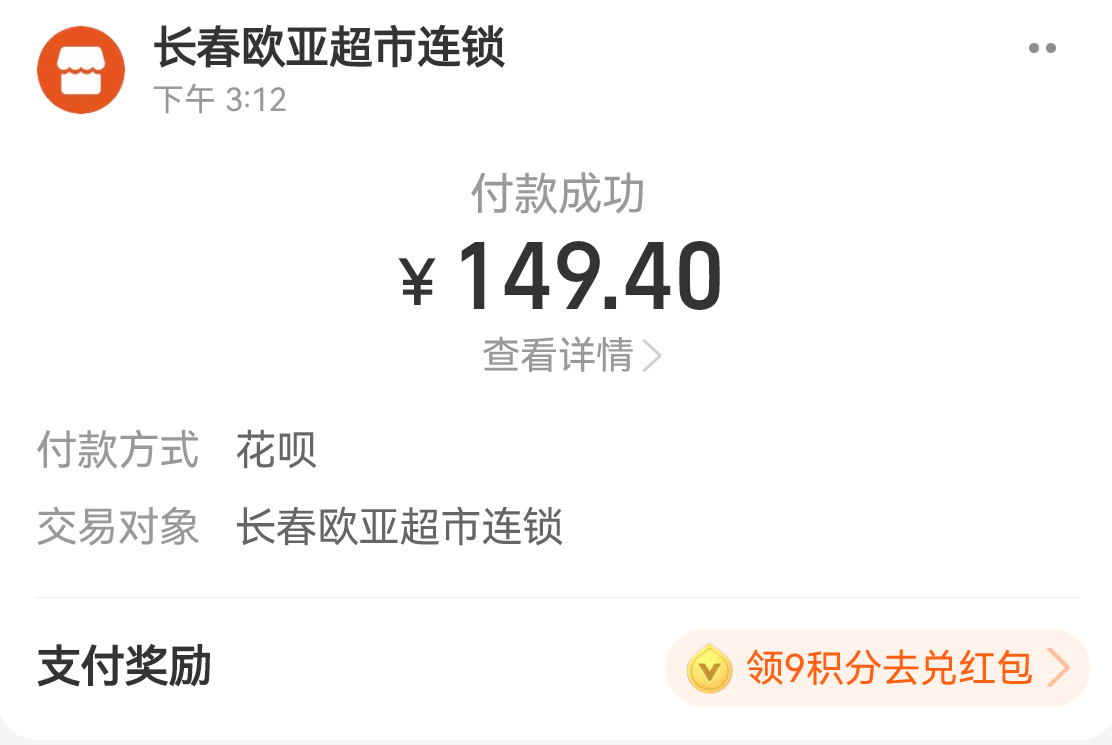 长春欧亚超市连锁
下午 3:12
付款成功
¥ 149.40
查看详情
付款方式 花呗
交易对象 长春欧亚超市连锁
支付奖励 领9积分去兑红包